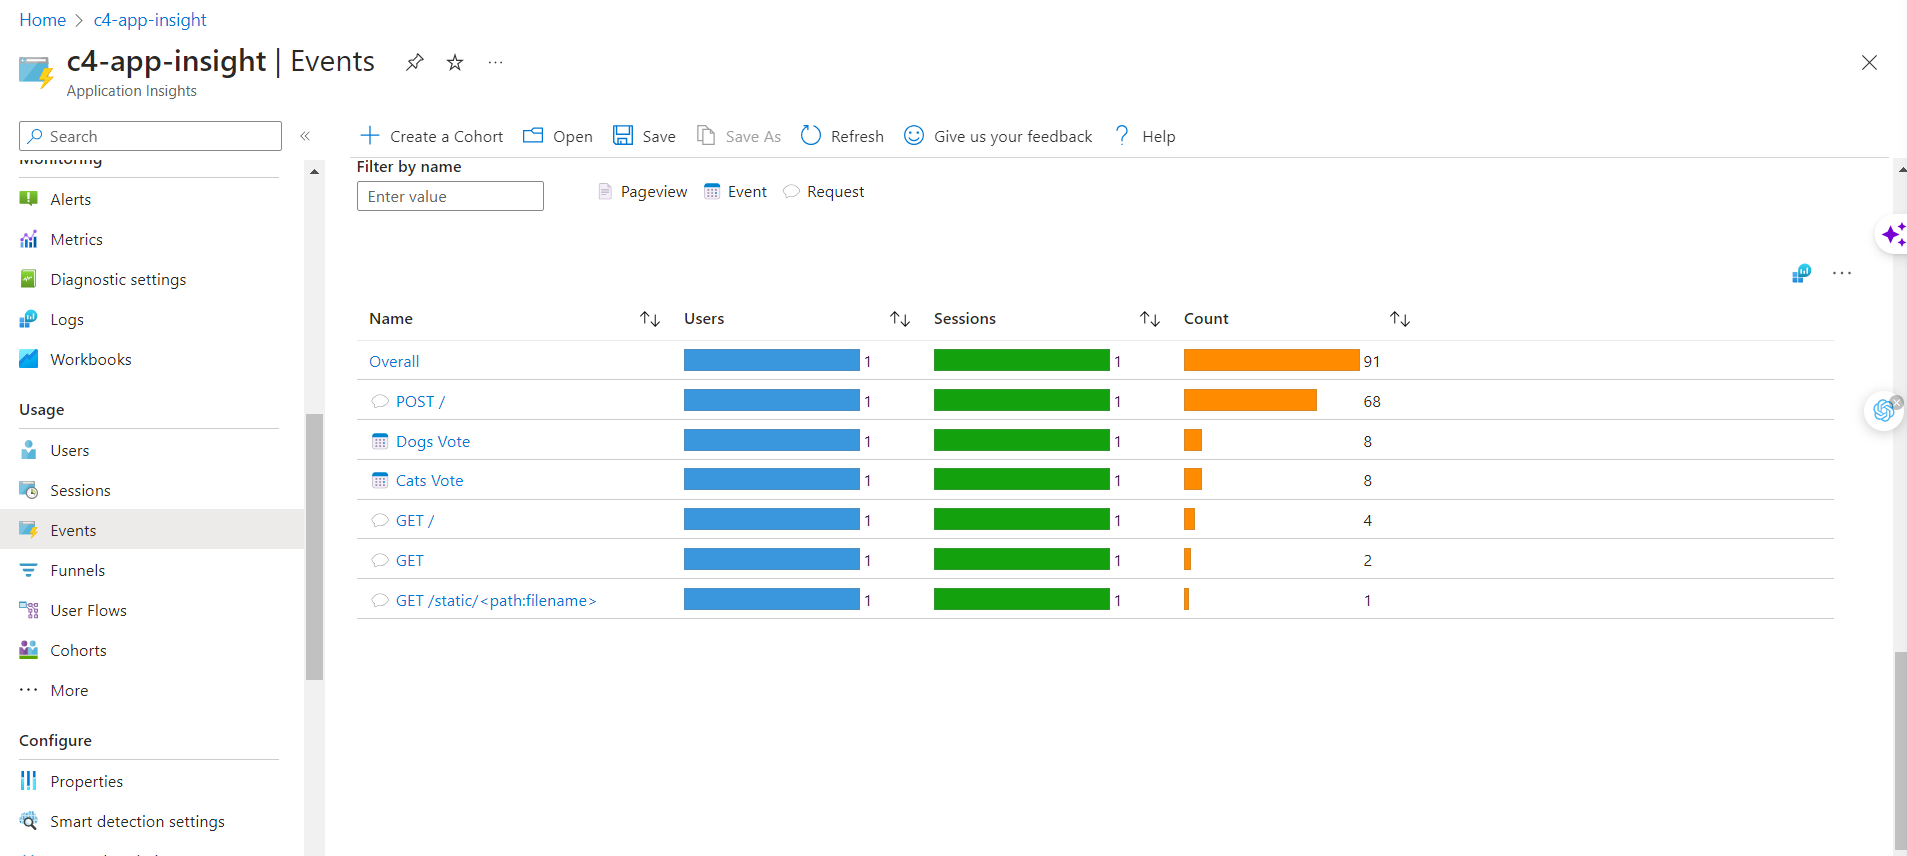 Home > c4-app-insight
c4-app-insight | Events
Application Insights
Search
Monitoring
Alerts
Metrics
Diagnostic settings
Logs
Workbooks
Usage
Users
Sessions
Events
Funnels
User Flows
Cohorts
More
Configure
Properties
Smart detection settings
Create a Cohort Open Save Save As Refresh Give us your feedback Help
Filter by name
Enter value
Pageview Event Request
Name Users Sessions Count
Overall 1 1 91
POST / 1 1 68
Dogs Vote 1 1 8
Cats Vote 1 1 8
GET / 1 1 4
GET 1 1 2
GET /static/<path:filename> 1 1 1